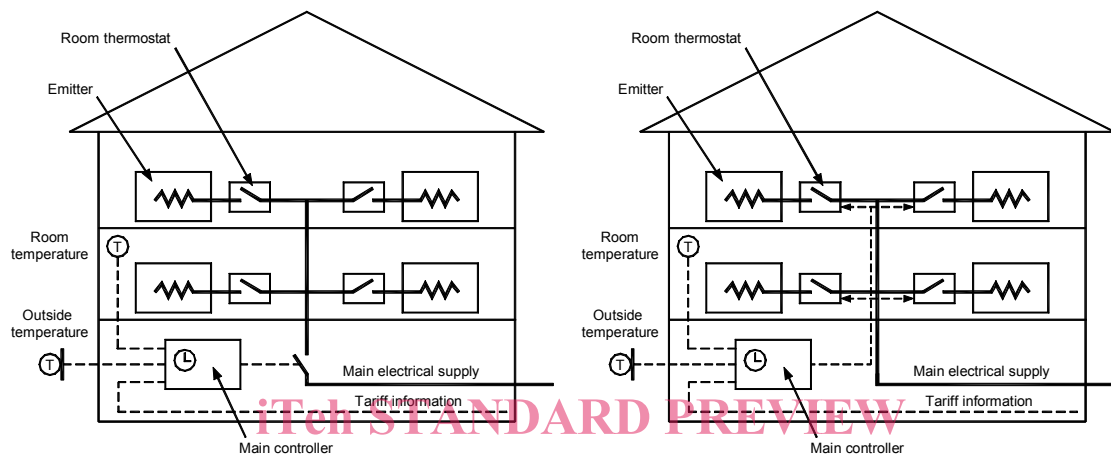 Room thermostat
Emitter
T
Room
temperature
Outside
temperature
T
Main electrical supply
Tariff information
Main controller
Room thermostat
Emitter
T
Room
temperature
Outside
temperature
T
Main electrical supply
Tariff information
Main controller
iTeh STANDARD PREVIEW